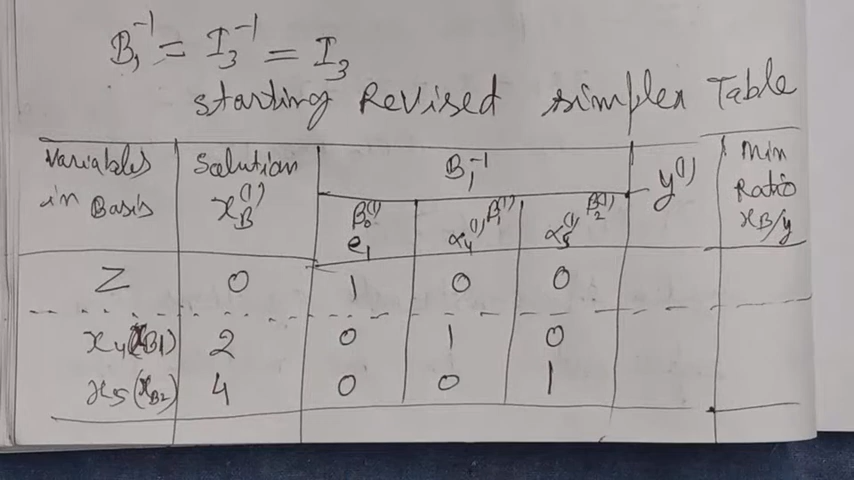 B₁⁻¹ = I₃⁻¹ = I₃
starting Revised simplex Table
Variables in Basis | Solution x_B^(1) | B₁⁻¹ | y^(1) | Min Ratio x_B/y
β₀^(1) e₁ | α₄^(1) β₁^(1) | α₅^(1) β₂^(1)
Z | 0 | 1 | 0 | 0
x₄(x_B1) | 2 | 0 | 1 | 0
x₅(x_B2) | 4 | 0 | 0 | 1